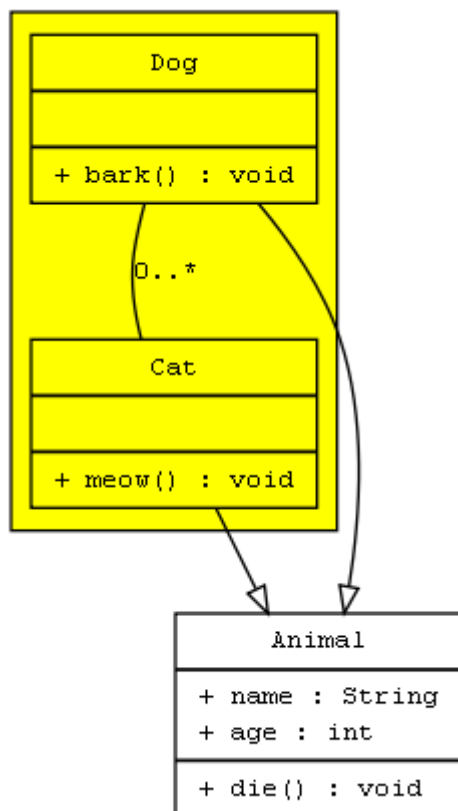 Dog
+ bark() : void
0..*
Cat
+ meow() : void
Animal
+ name : String
+ age : int
+ die() : void